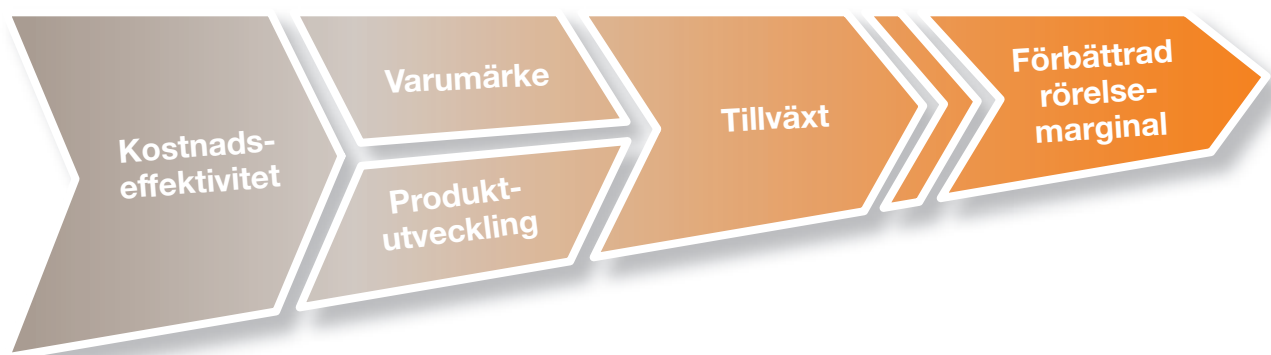 Kostnads-
effektivitet
Varumärke
Produkt-
utveckling
Tillväxt
Förbättrad
rörelse-
marginal